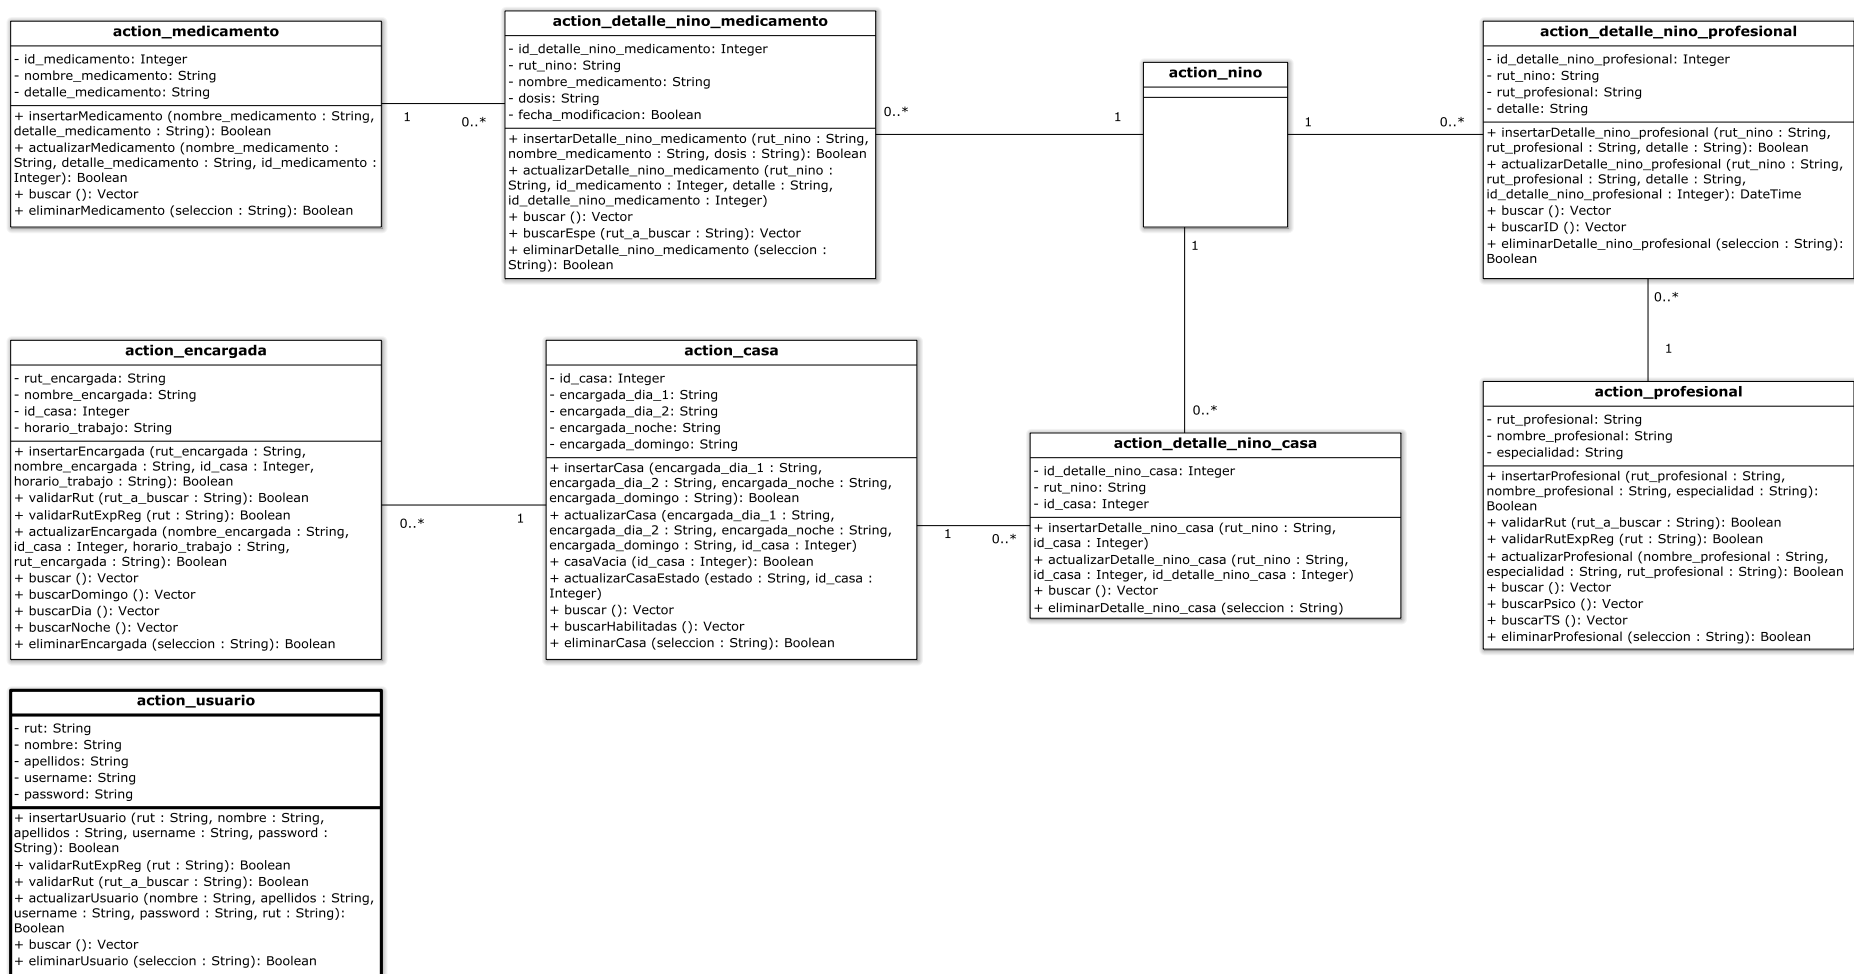 action_medicamento
- id_medicamento: Integer
- nombre_medicamento: String
- detalle_medicamento: String
+ insertarMedicamento (nombre_medicamento : String,
detalle_medicamento : String): Boolean
+ actualizarMedicamento (nombre_medicamento :
String, detalle_medicamento : String, id_medicamento :
Integer): Boolean
+ buscar (): Vector
+ eliminarMedicamento (seleccion : String): Boolean
1
0..*
action_detalle_nino_medicamento
- id_detalle_nino_medicamento: Integer
- rut_nino: String
- nombre_medicamento: String
- dosis: String
- fecha_modificacion: Boolean
+ insertarDetalle_nino_medicamento (rut_nino : String,
nombre_medicamento : String, dosis : String): Boolean
+ actualizarDetalle_nino_medicamento (rut_nino :
String, id_medicamento : Integer, detalle : String,
id_detalle_nino_medicamento : Integer)
+ buscar (): Vector
+ buscarEspe (rut_a_buscar : String): Vector
+ eliminarDetalle_nino_medicamento (seleccion :
String): Boolean
0..*
1
action_nino
1
0..*
action_detalle_nino_profesional
- id_detalle_nino_profesional: Integer
- rut_nino: String
- rut_profesional: String
- detalle: String
+ insertarDetalle_nino_profesional (rut_nino : String,
rut_profesional : String, detalle : String): Boolean
+ actualizarDetalle_nino_profesional (rut_nino : String,
rut_profesional : String, detalle : String,
id_detalle_nino_profesional : Integer): DateTime
+ buscar (): Vector
+ buscarID (): Vector
+ eliminarDetalle_nino_profesional (seleccion : String):
Boolean
1
0..*
0..*
1
action_encargada
- rut_encargada: String
- nombre_encargada: String
- id_casa: Integer
- horario_trabajo: String
+ insertarEncargada (rut_encargada : String,
nombre_encargada : String, id_casa : Integer,
horario_trabajo : String): Boolean
+ validarRut (rut_a_buscar : String): Boolean
+ validarRutExpReg (rut : String): Boolean
+ actualizarEncargada (nombre_encargada : String,
id_casa : Integer, horario_trabajo : String,
rut_encargada : String): Boolean
+ buscar (): Vector
+ buscarDomingo (): Vector
+ buscarDia (): Vector
+ buscarNoche (): Vector
+ eliminarEncargada (seleccion : String): Boolean
0..*
1
action_casa
- id_casa: Integer
- encargada_dia_1: String
- encargada_dia_2: String
- encargada_noche: String
- encargada_domingo: String
+ insertarCasa (encargada_dia_1 : String,
encargada_dia_2 : String, encargada_noche : String,
encargada_domingo : String): Boolean
+ actualizarCasa (encargada_dia_1 : String,
encargada_dia_2 : String, encargada_noche : String,
encargada_domingo : String, id_casa : Integer)
+ casaVacia (id_casa : Integer): Boolean
+ actualizarCasaEstado (estado : String, id_casa :
Integer)
+ buscar (): Vector
+ buscarHabilitadas (): Vector
+ eliminarCasa (seleccion : String): Boolean
1
0..*
action_detalle_nino_casa
- id_detalle_nino_casa: Integer
- rut_nino: String
- id_casa: Integer
+ insertarDetalle_nino_casa (rut_nino : String,
id_casa : Integer)
+ actualizarDetalle_nino_casa (rut_nino : String,
id_casa : Integer, id_detalle_nino_casa : Integer)
+ buscar (): Vector
+ eliminarDetalle_nino_casa (seleccion : String)
action_profesional
- rut_profesional: String
- nombre_profesional: String
- especialidad: String
+ insertarProfesional (rut_profesional : String,
nombre_profesional : String, especialidad : String):
Boolean
+ validarRut (rut_a_buscar : String): Boolean
+ validarRutExpReg (rut : String): Boolean
+ actualizarProfesional (nombre_profesional : String,
especialidad : String, rut_profesional : String): Boolean
+ buscar (): Vector
+ buscarPsico (): Vector
+ buscarTS (): Vector
+ eliminarProfesional (seleccion : String): Boolean
action_usuario
- rut: String
- nombre: String
- apellidos: String
- username: String
- password: String
+ insertarUsuario (rut : String, nombre : String,
apellidos : String, username : String, password :
String): Boolean
+ validarRutExpReg (rut : String): Boolean
+ validarRut (rut_a_buscar : String): Boolean
+ actualizarUsuario (nombre : String, apellidos : String,
username : String, password : String, rut : String):
Boolean
+ buscar (): Vector
+ eliminarUsuario (seleccion : String): Boolean